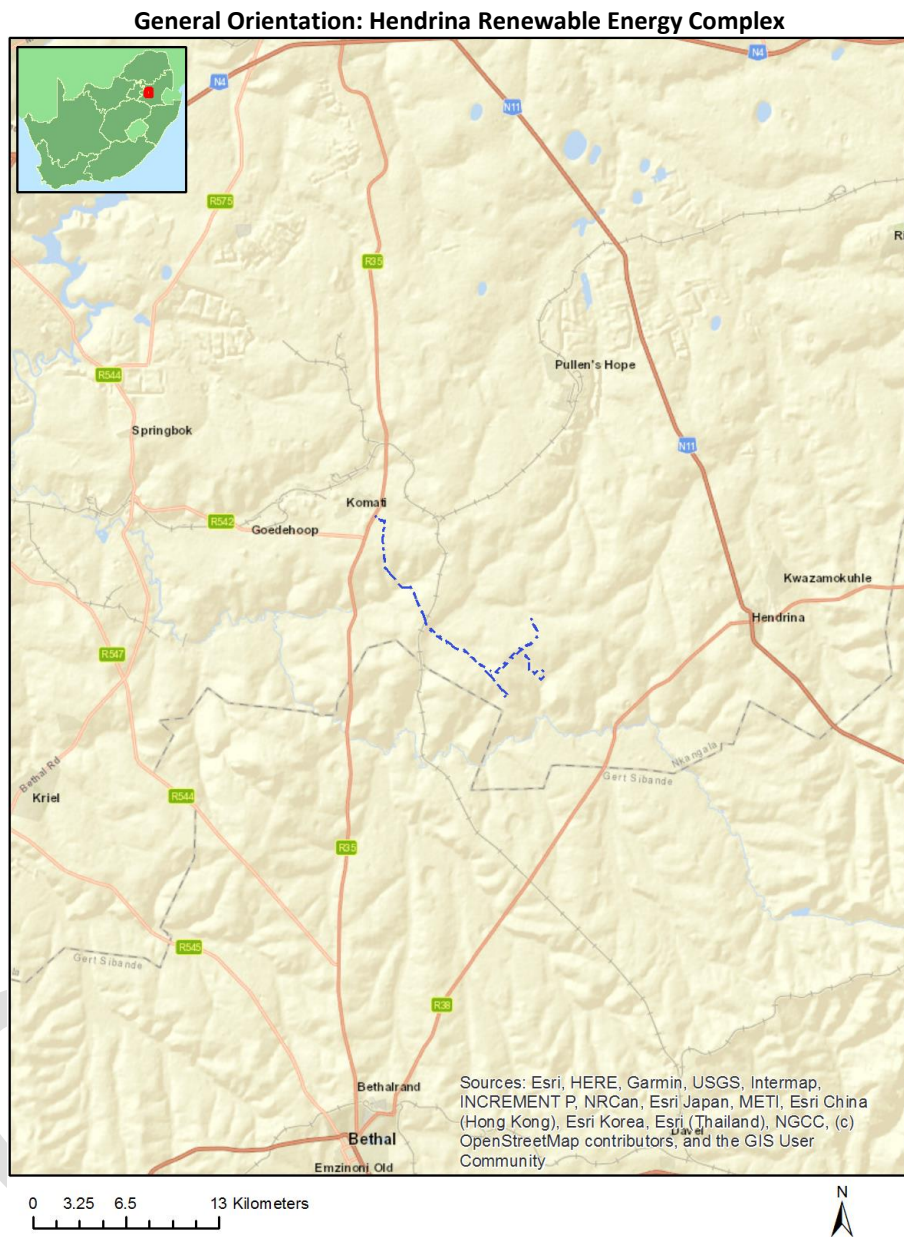 General Orientation: Hendrina Renewable Energy Complex
N4
N4
N11
R575
Ri
R35
Pullen's Hope
R544
Springbok
N11
Komati
R542
Goedehoop
Kwazamokuhle
Hendrina
R547
Nkangala
Bethal Rd
Gert Sibande
Kriel
R544
R35
R545
Gert Sibande
la
R38
Bethalrand
Bethal
Emzinoni Old
Davel
Sources: Esri, HERE, Garmin, USGS, Intermap,
INCREMENT P, NRCan, Esri Japan, METI, Esri China
(Hong Kong), Esri Korea, Esri (Thailand), NGCC, (c)
OpenStreetMap contributors, and the GIS User
Community
0 3.25 6.5 13 Kilometers
N